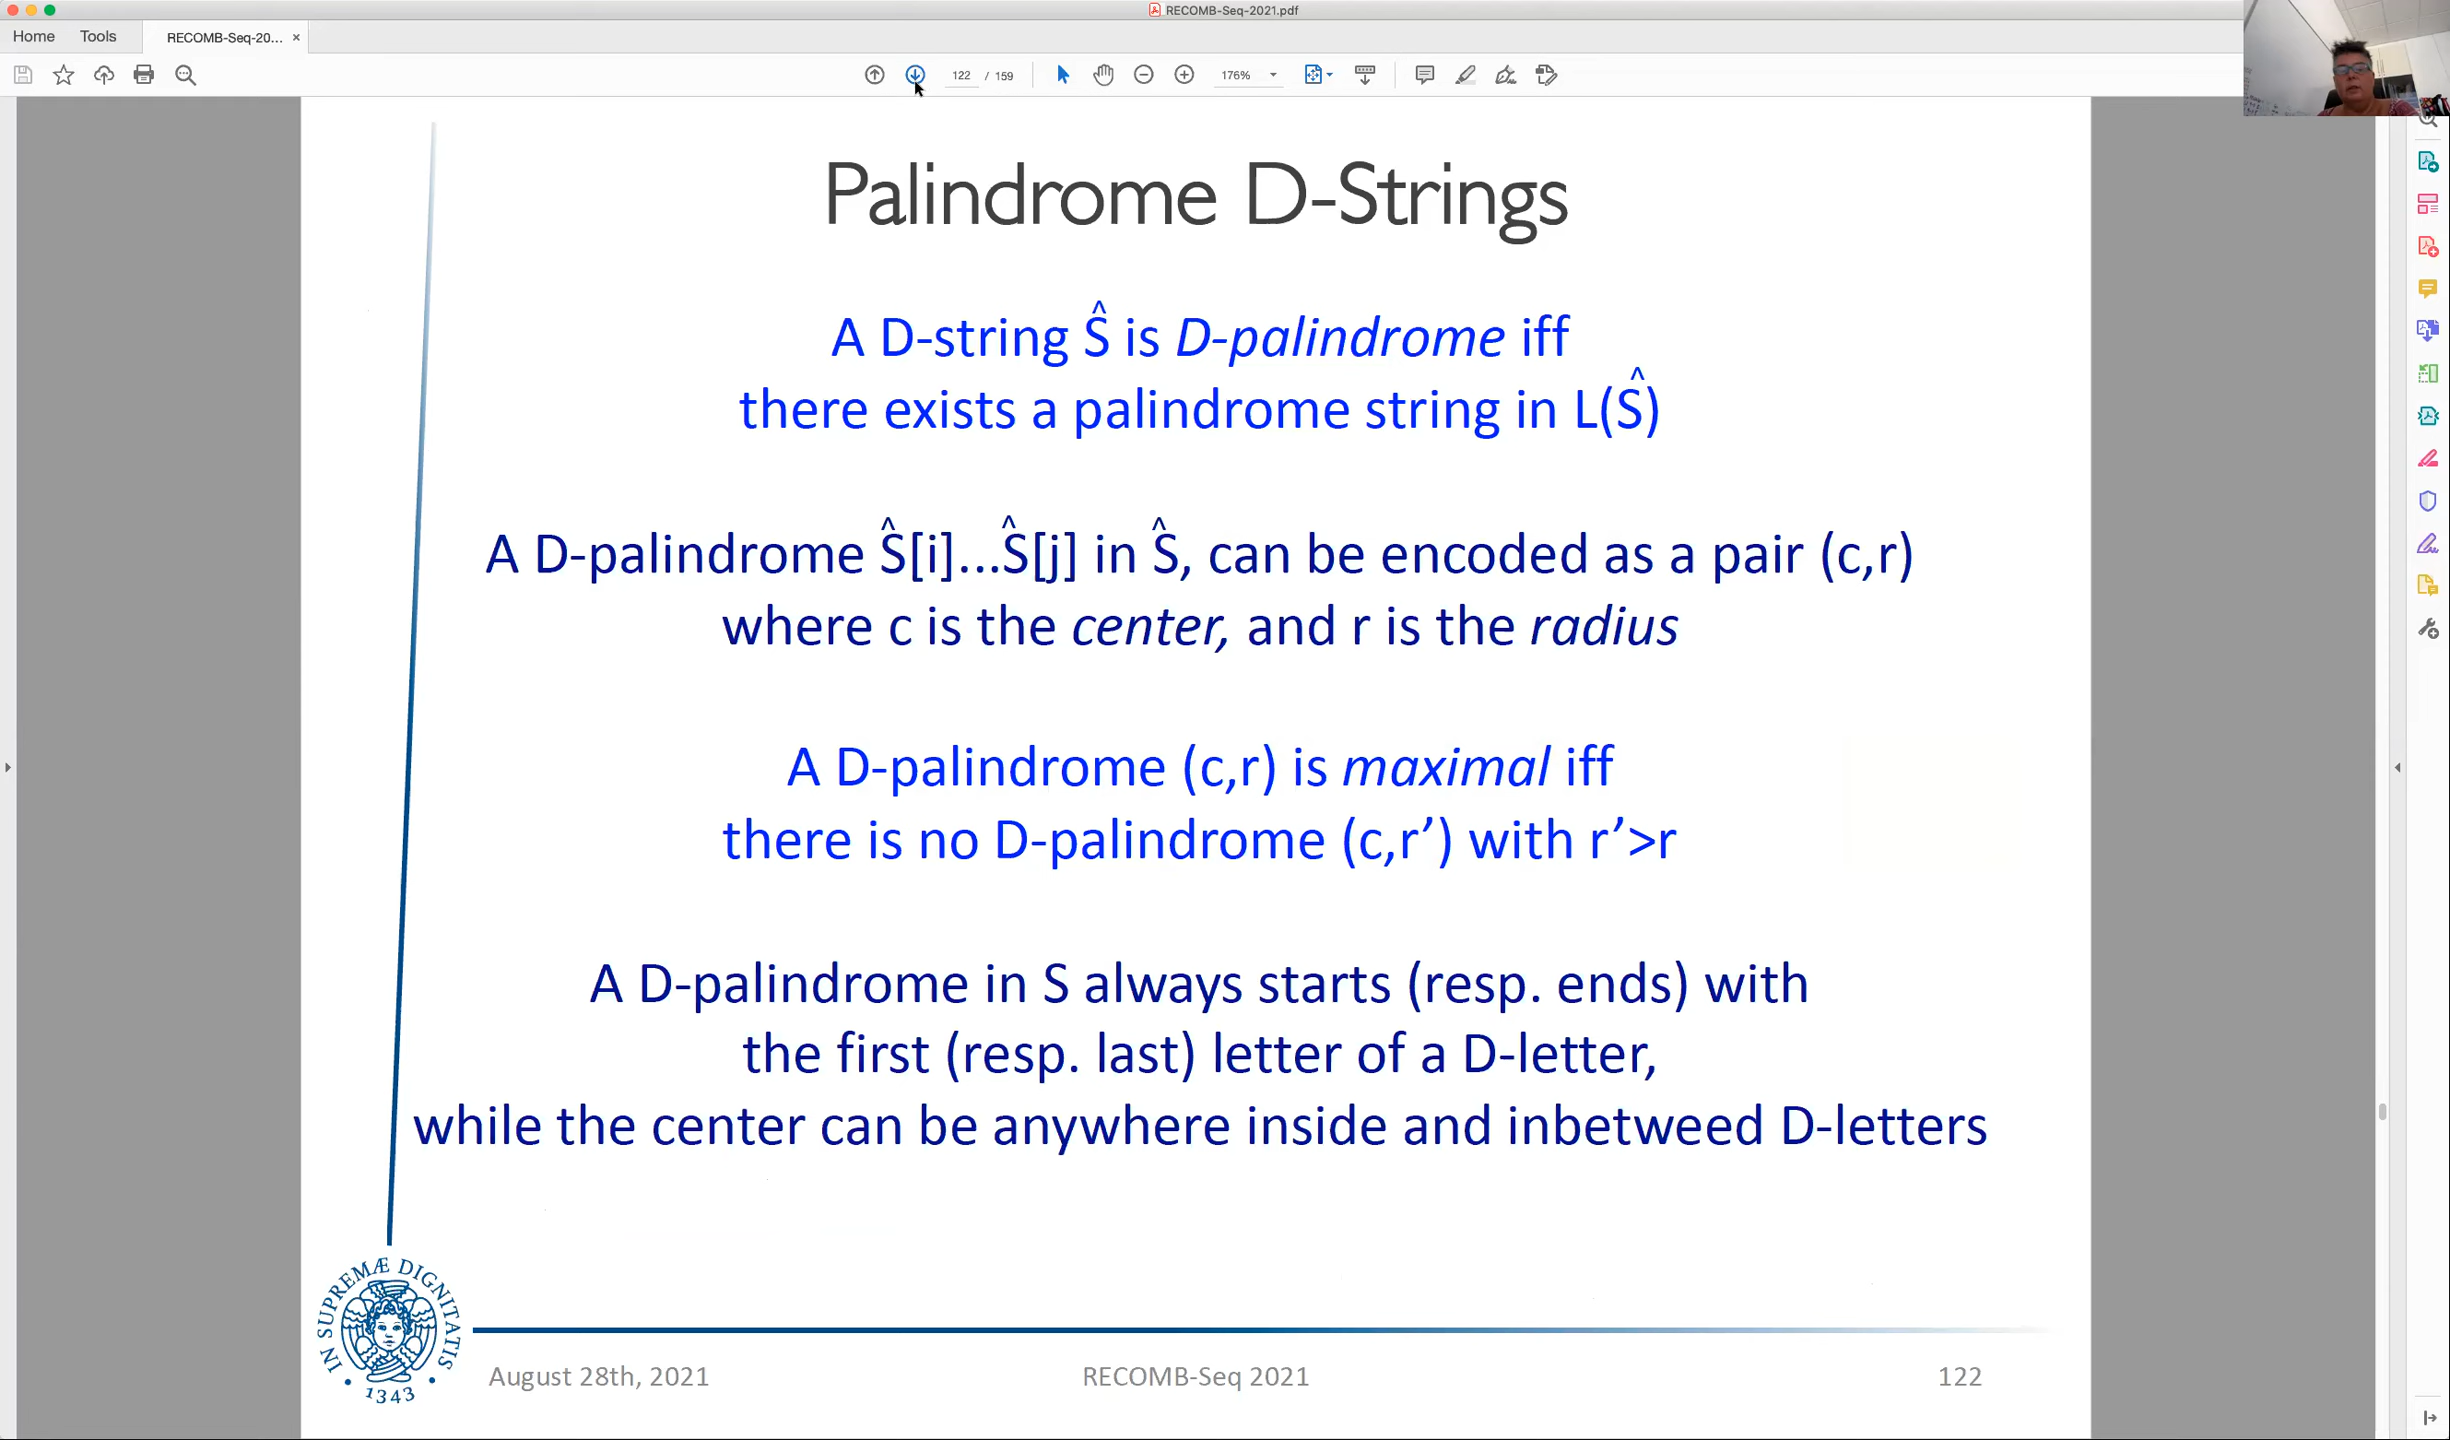 RECOMB-Seq-2021.pdf
Home Tools RECOMB-Seq-20... ×
122 / 159 176%
Palindrome D-Strings
A D-string Ŝ is D-palindrome iff
there exists a palindrome string in L(Ŝ)
A D-palindrome Ŝ[i]...Ŝ[j] in Ŝ, can be encoded as a pair (c,r)
where c is the center, and r is the radius
A D-palindrome (c,r) is maximal iff
there is no D-palindrome (c,r’) with r’>r
A D-palindrome in S always starts (resp. ends) with
the first (resp. last) letter of a D-letter,
while the center can be anywhere inside and inbetweed D-letters
IN SUPREMÆ DIGNITATIS
• 1343 •
August 28th, 2021 RECOMB-Seq 2021 122